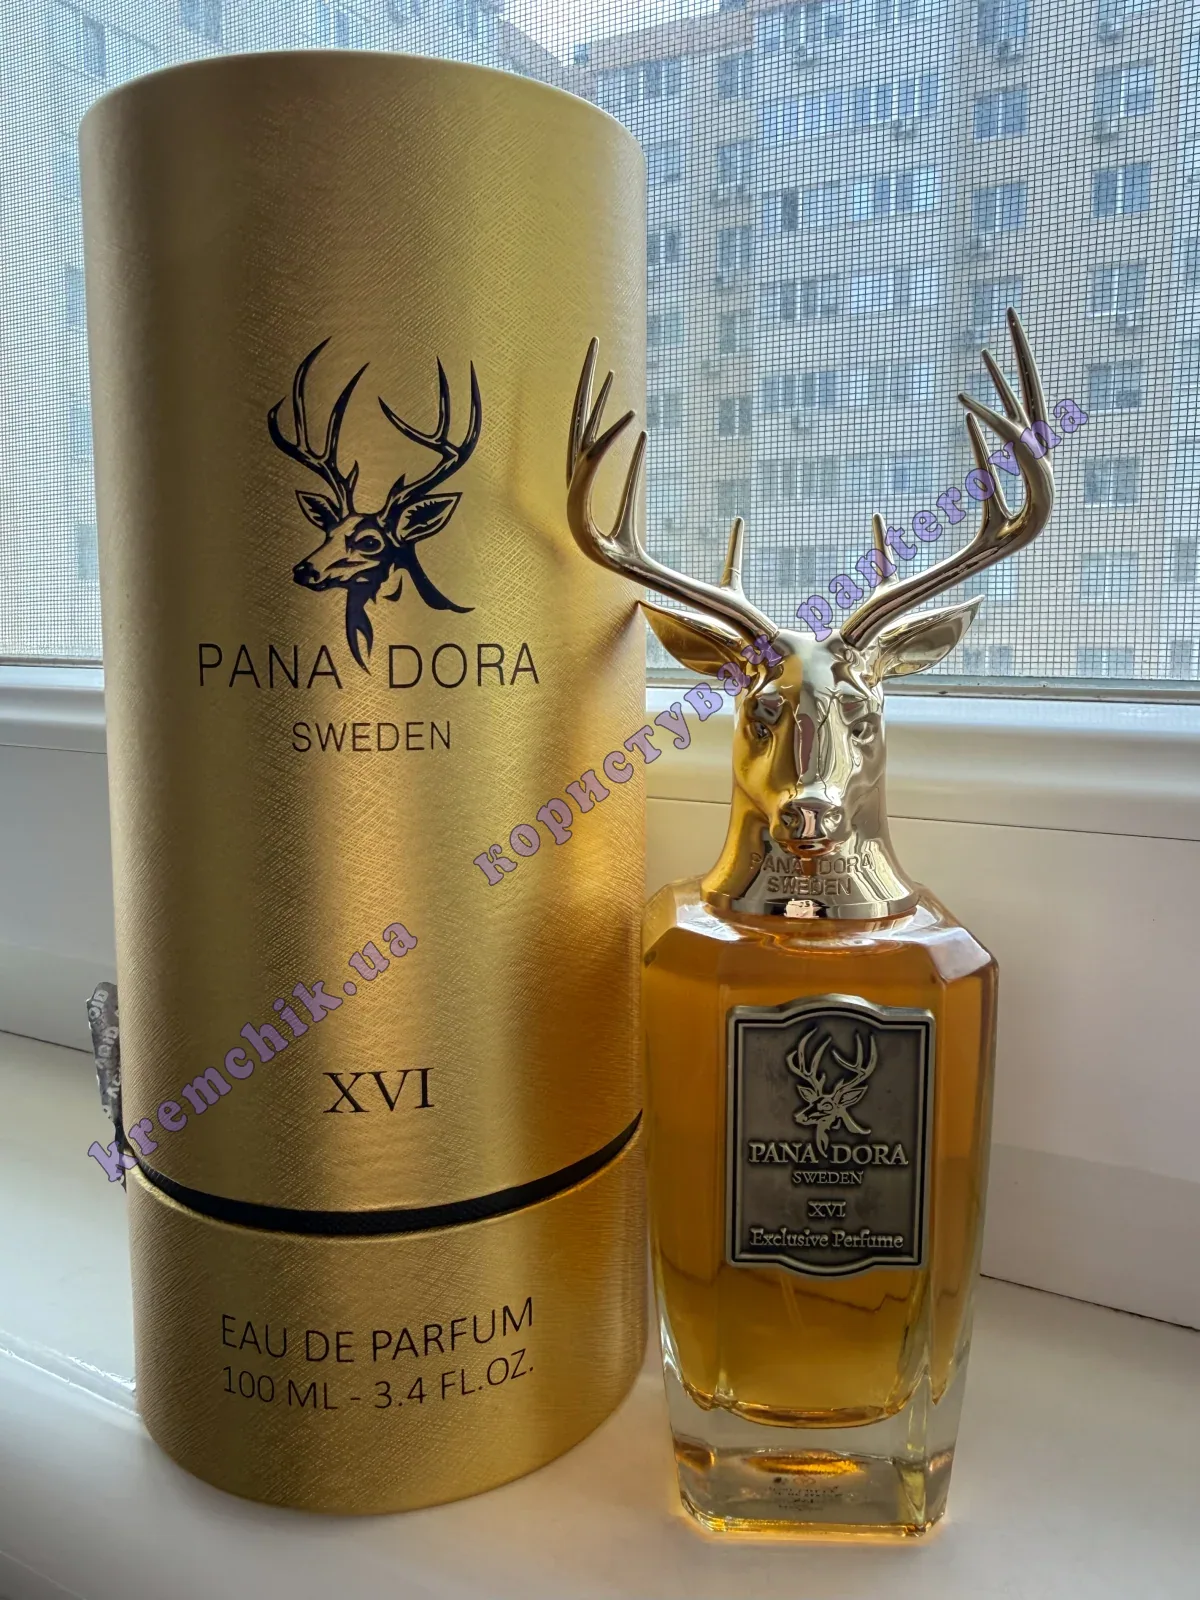 PANA DORA
SWEDEN
XVI
EAU DE PARFUM
100 ML - 3.4 FL.OZ.
PANA DORA
SWEDEN
PANA DORA
SWEDEN
XVI
Exclusive Perfume
kremchik.ua
користувач panterovna